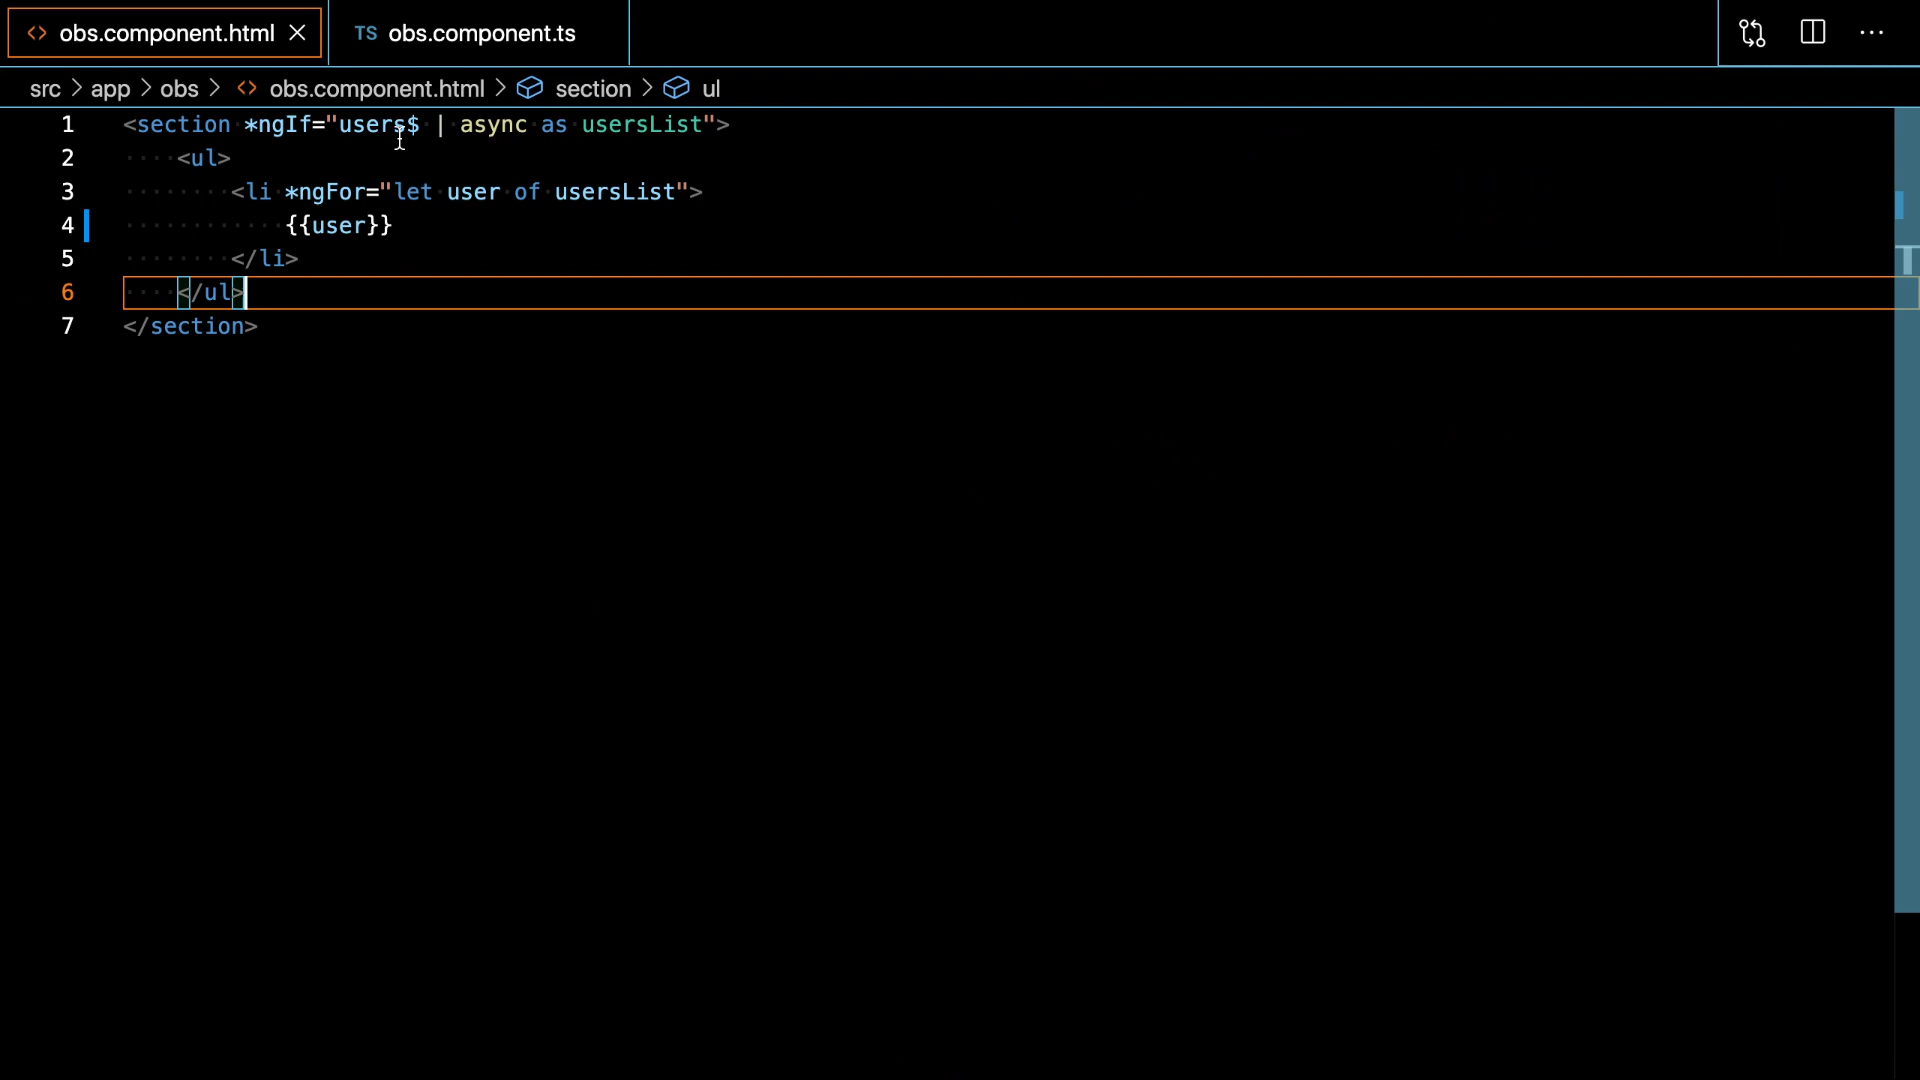 obs.component.html
TS obs.component.ts
src > app > obs > obs.component.html > section > ul
1 <section *ngIf="users$ | async as usersList">
2 <ul>
3 <li *ngFor="let user of usersList">
4 {{user}}
5 </li>
6 </ul>
7 </section>